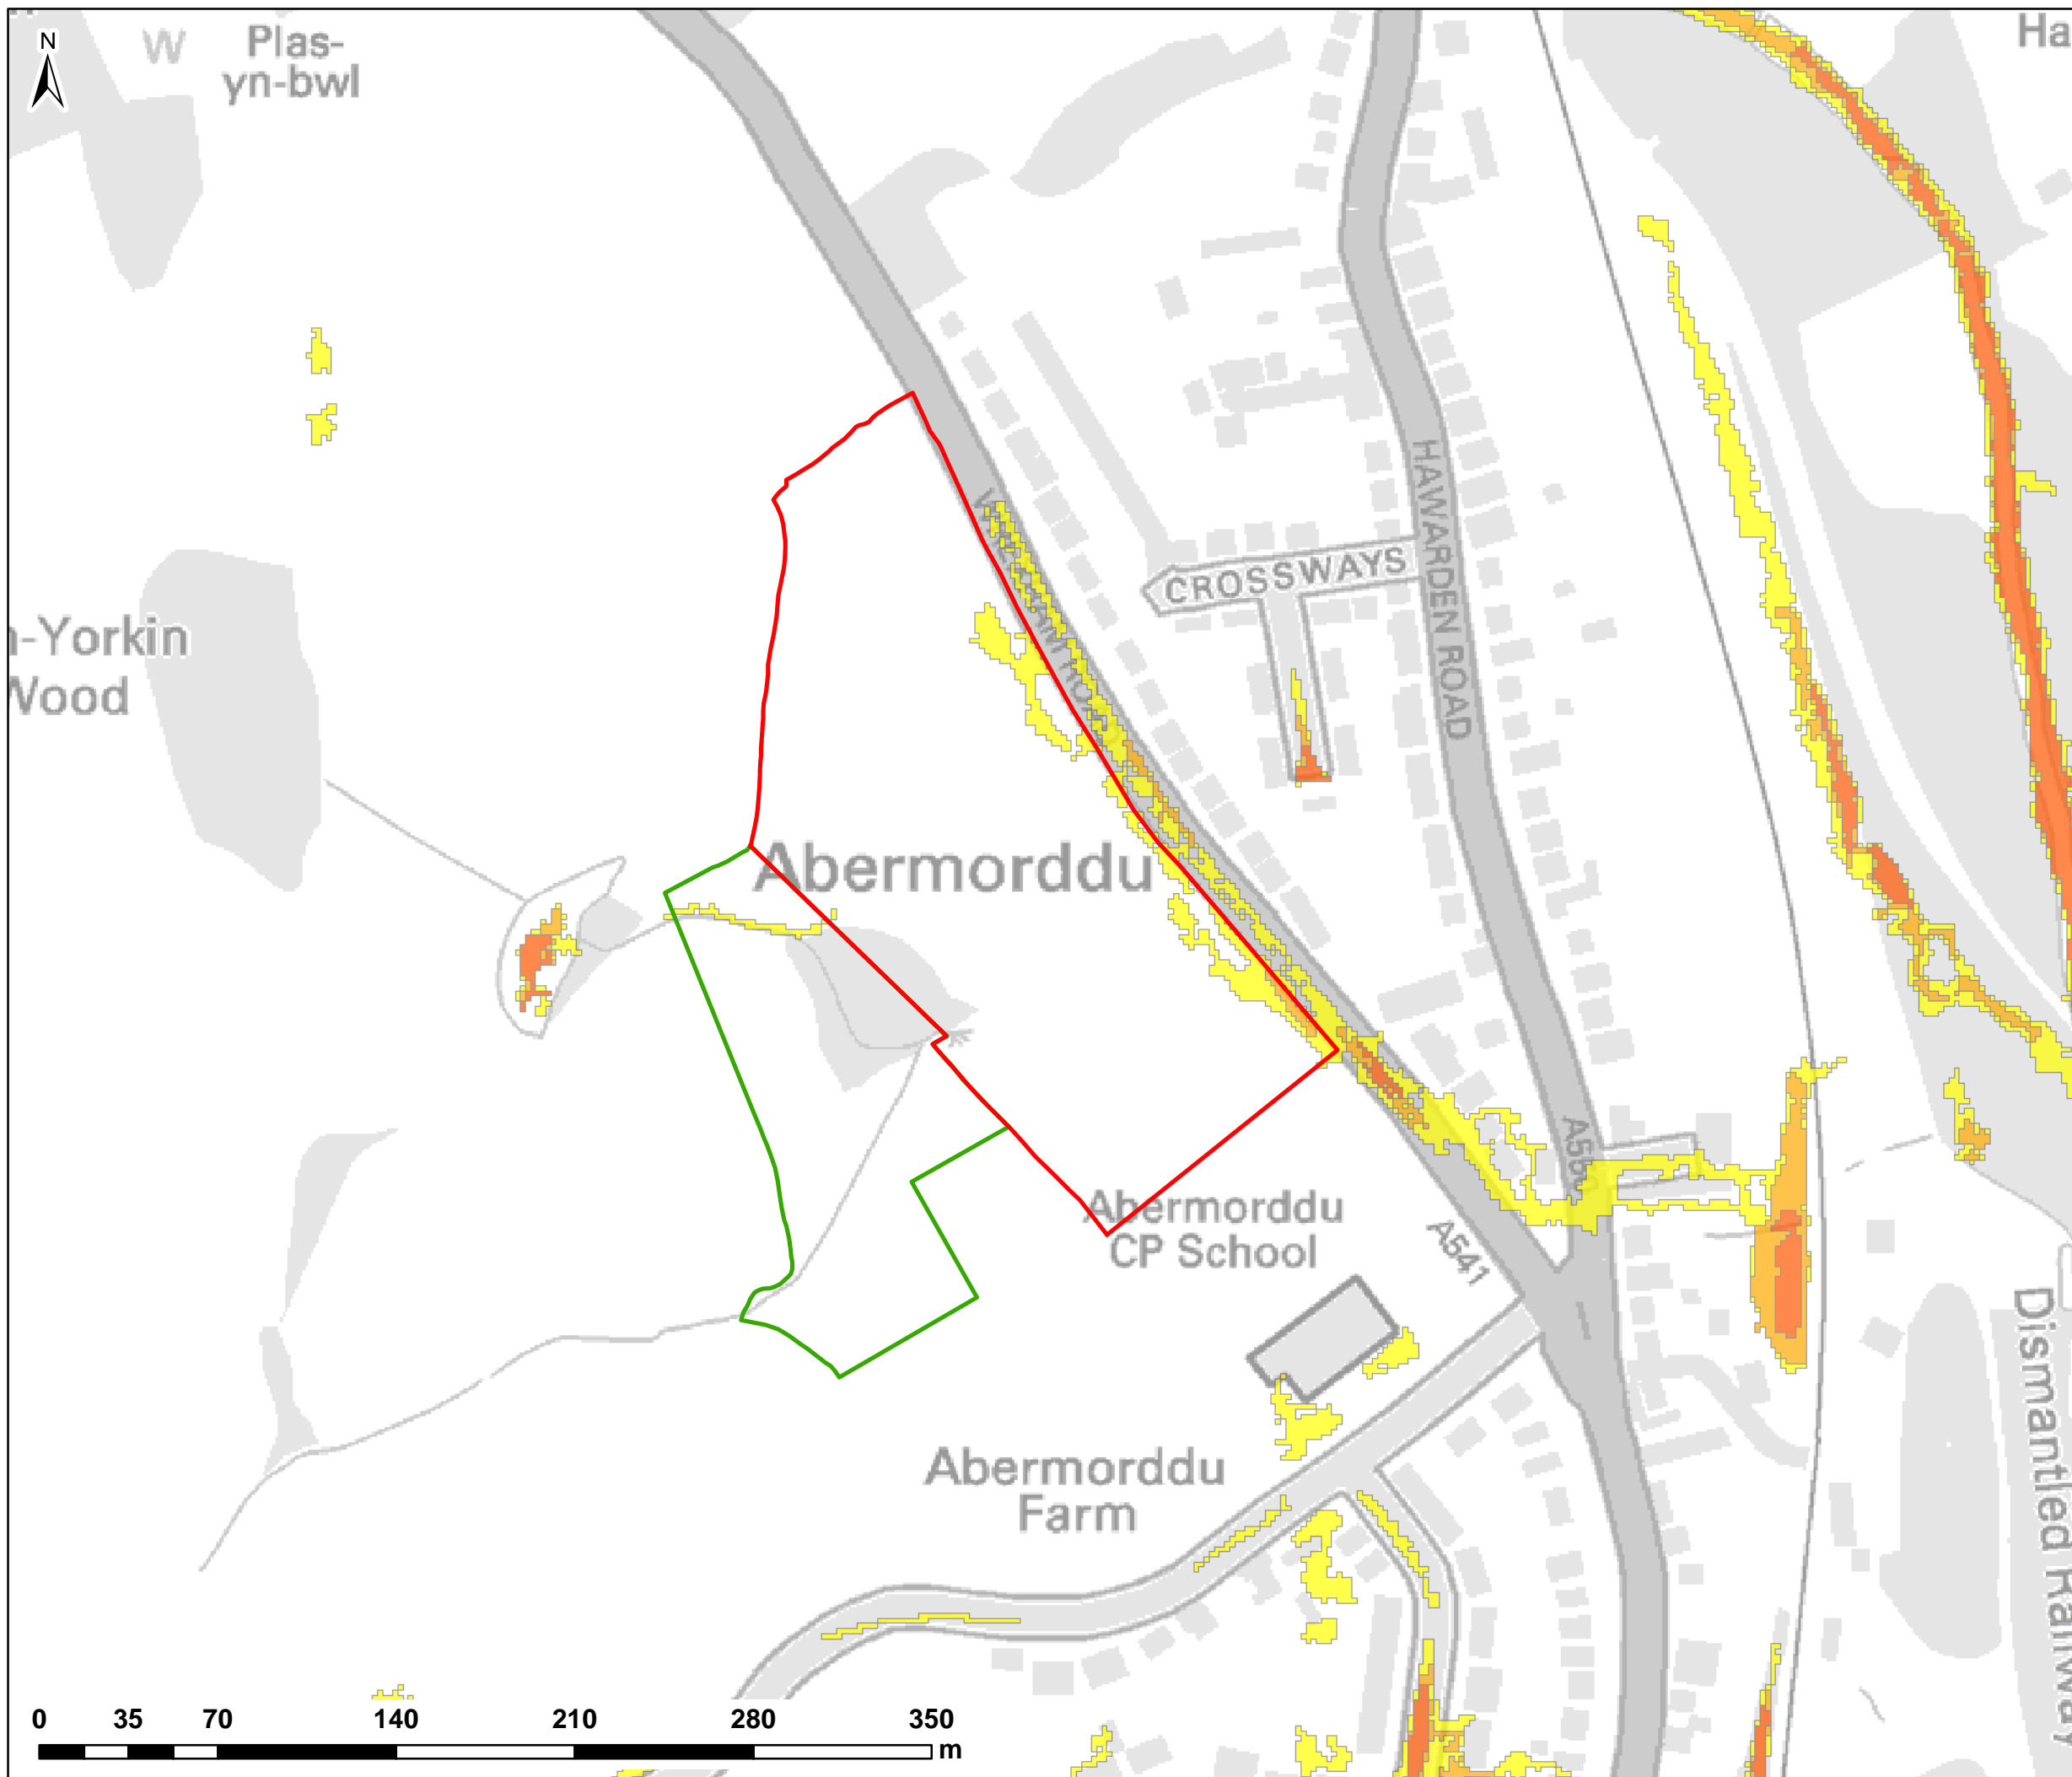 N
W
Plas-
yn-bwl
Ha
n-Yorkin
Wood
CROSSWAYS
HAWARDEN ROAD
Abermorddu
Abermorddu
CP School
A541
Abermorddu
Farm
Dismantled Railway
0 35 70 140 210 280 350
m